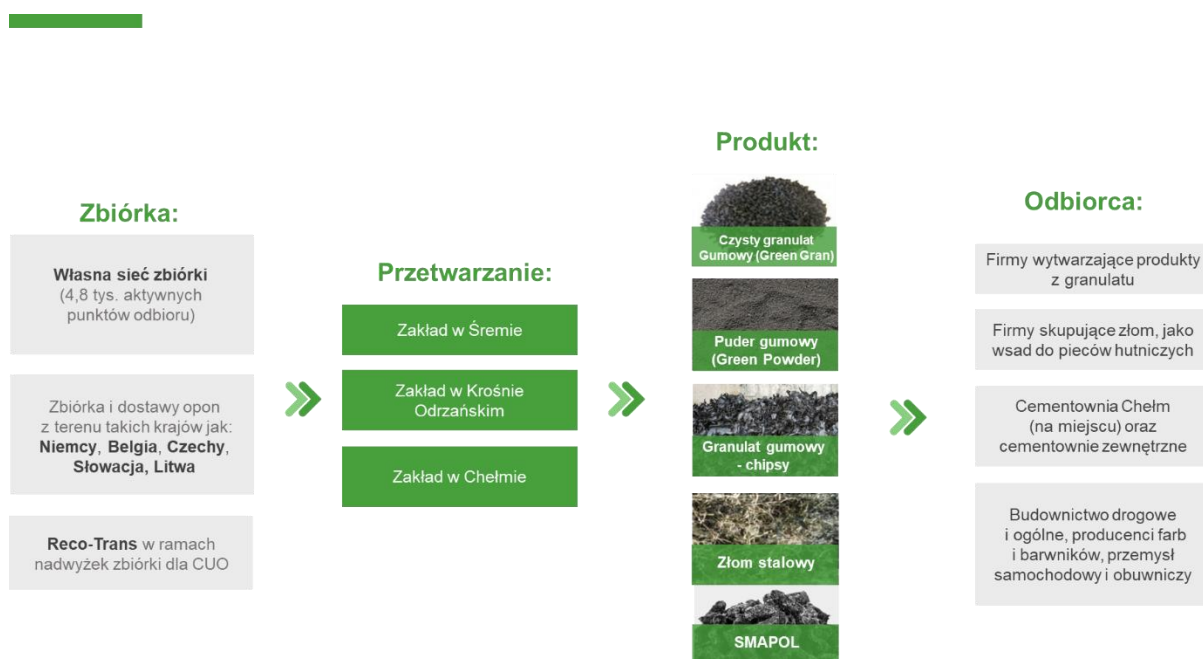 Zbiórka:
Własna sieć zbiórki
(4,8 tys. aktywnych
punktów odbioru)
Zbiórka i dostawy opon
z terenu takich krajów jak:
Niemcy, Belgia, Czechy,
Słowacja, Litwa
Reco-Trans w ramach
nadwyżek zbiórki dla CUO
Przetwarzanie:
Zakład w Śremie
Zakład w Krośnie
Odrzańskim
Zakład w Chełmie
Produkt:
Czysty granulat
Gumowy (Green Gran)
Puder gumowy
(Green Powder)
Granulat gumowy
- chipsy
Złom stalowy
SMAPOL
Odbiorca:
Firmy wytwarzające produkty
z granulatu
Firmy skupujące złom, jako
wsad do pieców hutniczych
Cementownia Chełm
(na miejscu) oraz
cementownie zewnętrzne
Budownictwo drogowe
i ogólne, producenci farb
i barwników, przemysł
samochodowy i obuwniczy